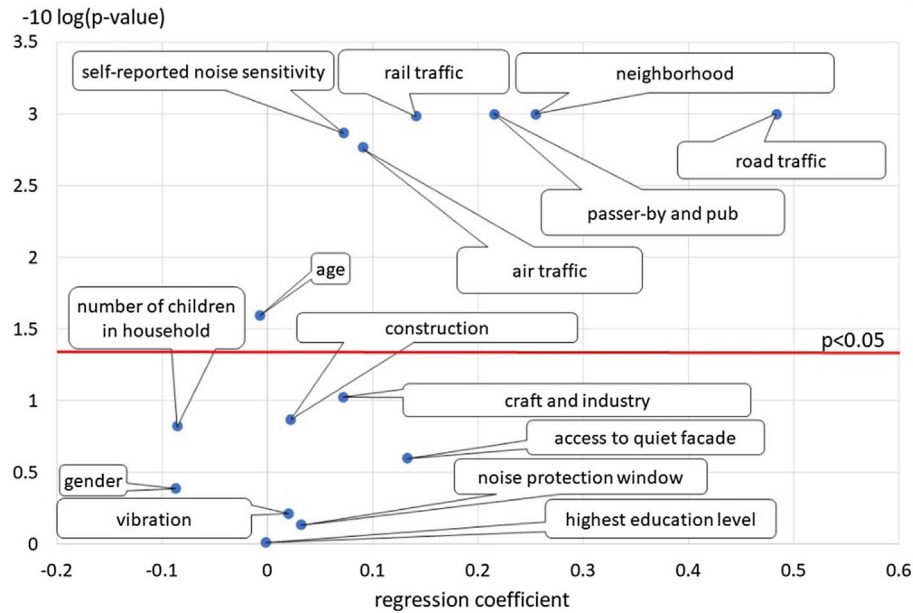 -10 log(p-value)
3.5
self-reported noise sensitivity
rail traffic
neighborhood
3
road traffic
2.5
passer-by and pub
2
age
air traffic
number of children
in household
1.5
construction
p<0.05
1
craft and industry
access to quiet facade
0.5
gender
noise protection window
vibration
highest education level
0
-0.2 -0.1 0 0.1 0.2 0.3 0.4 0.5 0.6
regression coefficient